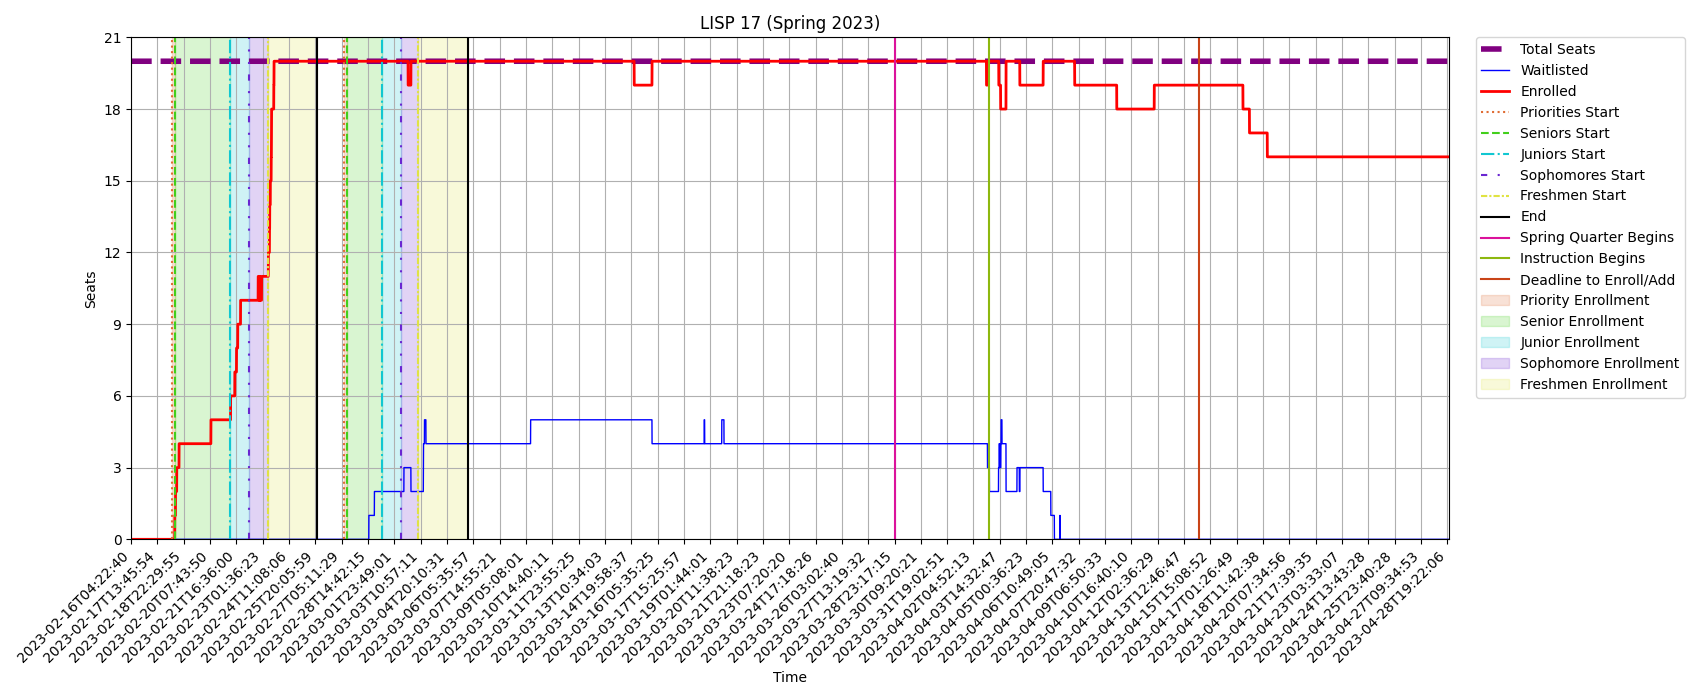 LISP 17 (Spring 2023)
21
18
15
12
9
6
3
0
Seats
2023-02-16T04:22:40
2023-02-17T13:45:54
2023-02-18T22:29:55
2023-02-20T07:43:50
2023-02-21T16:36:00
2023-02-23T01:36:23
2023-02-24T11:08:06
2023-02-25T20:05:59
2023-02-27T05:11:29
2023-02-28T14:42:15
2023-03-01T23:49:01
2023-03-03T10:57:11
2023-03-04T20:10:31
2023-03-06T05:35:57
2023-03-07T14:55:21
2023-03-09T05:08:01
2023-03-10T14:40:11
2023-03-11T23:55:25
2023-03-13T10:34:03
2023-03-14T19:58:37
2023-03-16T05:35:25
2023-03-17T15:25:57
2023-03-19T01:44:01
2023-03-20T11:38:23
2023-03-21T21:18:23
2023-03-23T07:20:20
2023-03-24T17:18:26
2023-03-26T03:02:40
2023-03-27T13:19:32
2023-03-28T23:17:15
2023-03-30T09:20:21
2023-03-31T19:02:51
2023-04-02T04:52:13
2023-04-03T14:32:47
2023-04-05T00:36:23
2023-04-06T10:49:05
2023-04-07T20:47:32
2023-04-09T06:50:33
2023-04-10T16:40:10
2023-04-12T02:36:29
2023-04-13T12:46:47
2023-04-15T15:08:52
2023-04-17T01:26:49
2023-04-18T11:42:38
2023-04-20T07:34:56
2023-04-21T17:39:35
2023-04-23T03:33:07
2023-04-24T13:43:28
2023-04-25T23:40:28
2023-04-27T09:34:53
2023-04-28T19:22:06
Time
Total Seats
Waitlisted
Enrolled
Priorities Start
Seniors Start
Juniors Start
Sophomores Start
Freshmen Start
End
Spring Quarter Begins
Instruction Begins
Deadline to Enroll/Add
Priority Enrollment
Senior Enrollment
Junior Enrollment
Sophomore Enrollment
Freshmen Enrollment